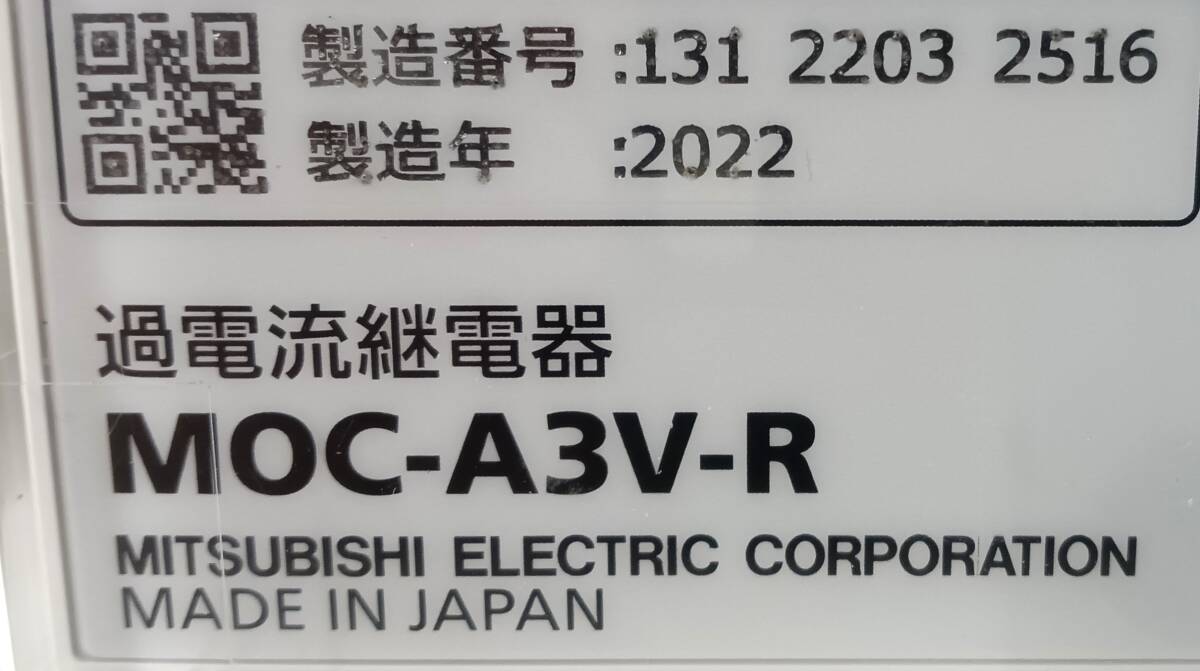 製造番号 :131 2203 2516
製造年 :2022
過電流継電器
MOC-A3V-R
MITSUBISHI ELECTRIC CORPORATION
MADE IN JAPAN